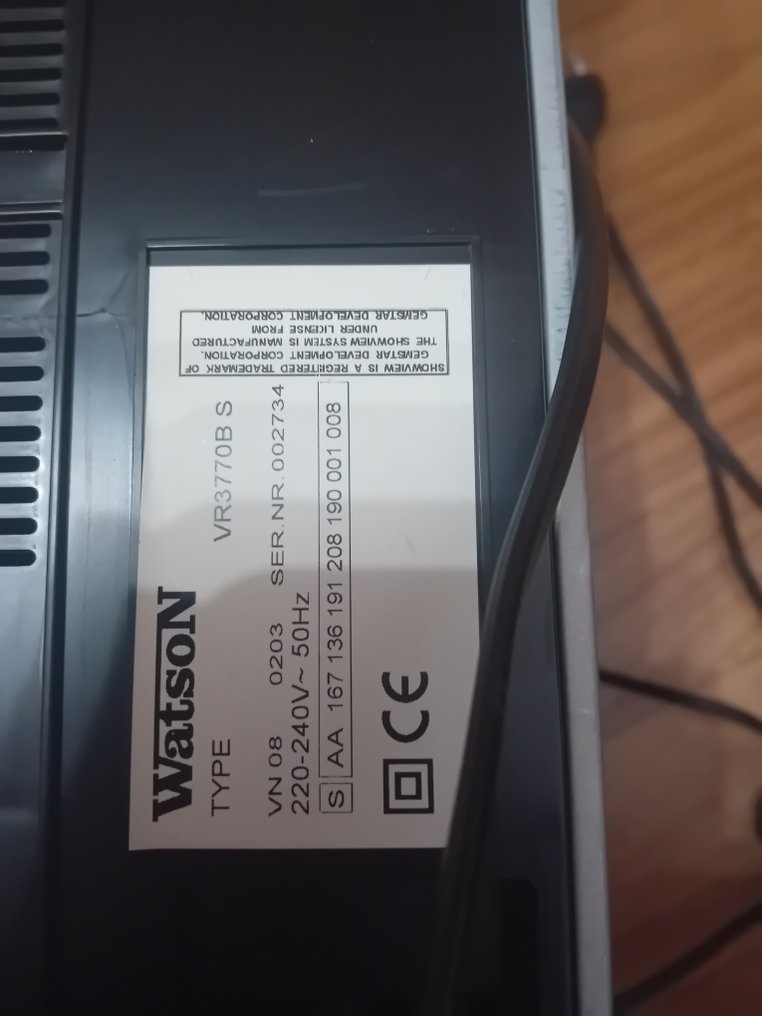 WatsoN
TYPE VR3770B S
VN 08 0203 SER.NR. 002734
220-240V~ 50Hz
S AA 167 136 191 208 190 001 008
CE
SHOWVIEW IS A REGISTERED TRADEMARK OF
GEMSTAR DEVELOPMENT CORPORATION.
THE SHOWVIEW SYSTEM IS MANUFACTURED
UNDER LICENSE FROM
GEMSTAR DEVELOPMENT CORPORATION.